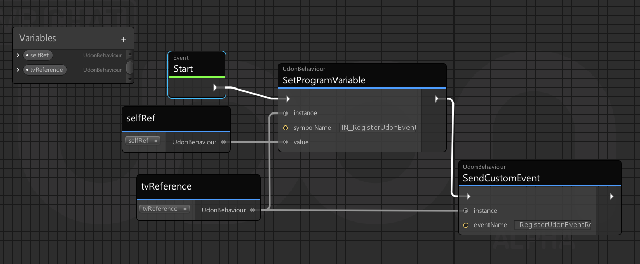 Variables +
selfRef UdonBehaviour
tvReference UdonBehaviour
Event
Start
UdonBehaviour
SetProgramVariable
instance
symbolName IN_RegisterUdonEvent
value
selfRef
selfRef UdonBehaviour
tvReference
tvReference UdonBehaviour
UdonBehaviour
SendCustomEvent
instance
eventName _RegisterUdonEventRe